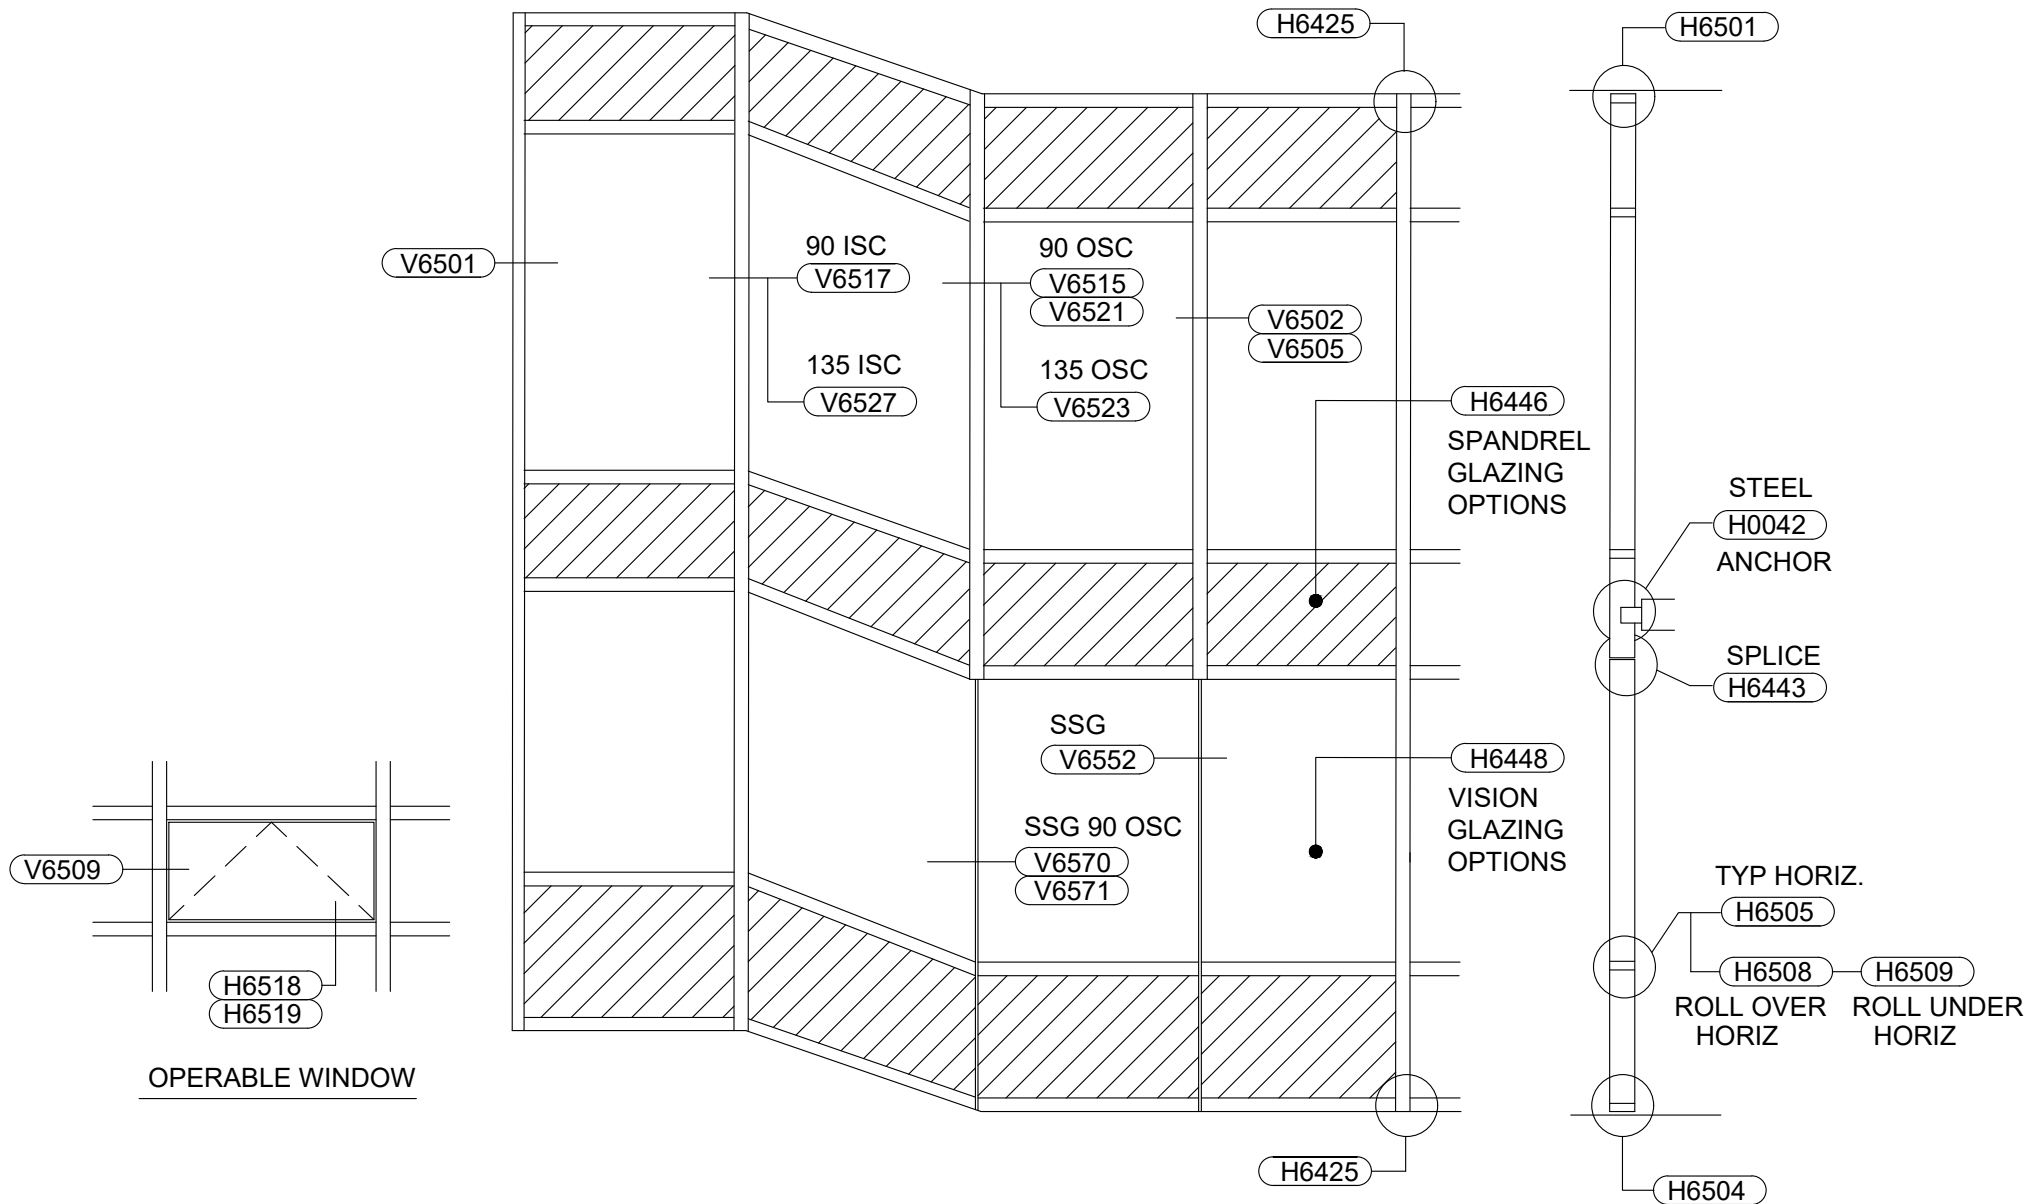 H6425
H6501
V6501
90 ISC
V6517
135 ISC
V6527
90 OSC
V6515
V6521
135 OSC
V6523
V6502
V6505
H6446
SPANDREL
GLAZING
OPTIONS
STEEL
H0042
ANCHOR
SPLICE
H6443
SSG
V6552
SSG 90 OSC
V6570
V6571
H6448
VISION
GLAZING
OPTIONS
V6509
H6518
H6519
OPERABLE WINDOW
TYP HORIZ.
H6505
H6508
ROLL OVER
HORIZ
H6509
ROLL UNDER
HORIZ
H6425
H6504